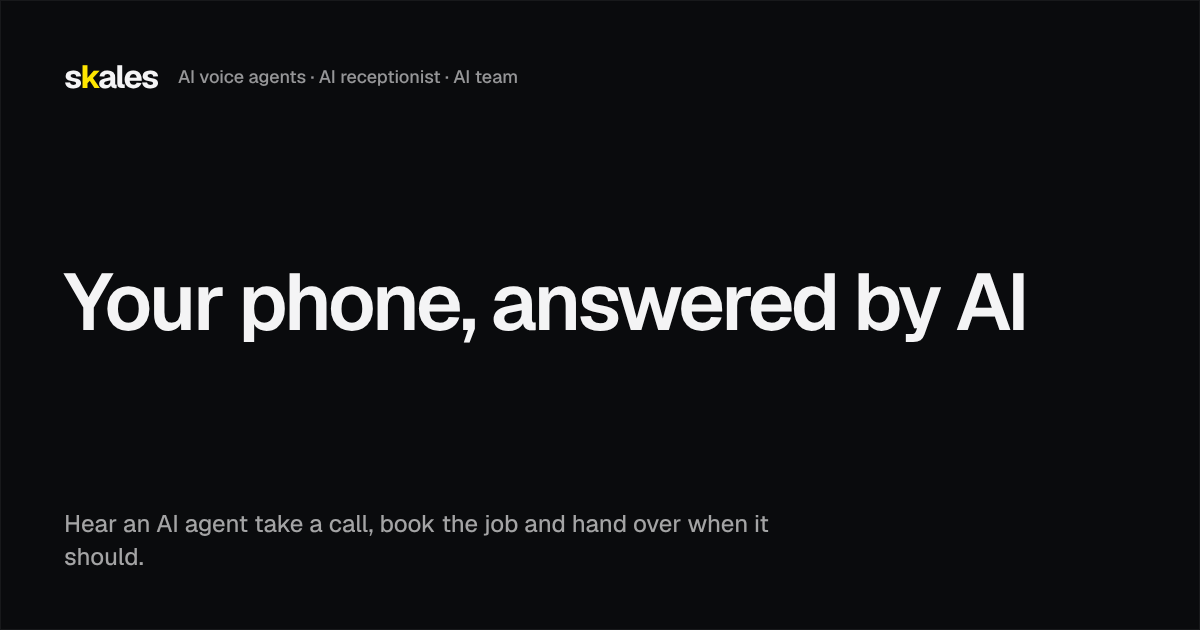 skales AI voice agents · AI receptionist · AI team
Your phone, answered by AI
Hear an AI agent take a call, book the job and hand over when it
should.